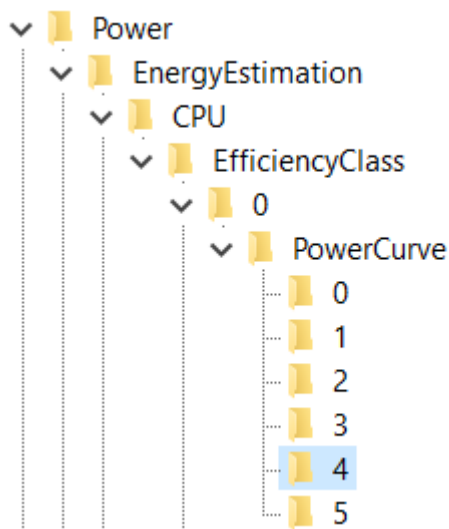 Power
EnergyEstimation
CPU
EfficiencyClass
0
PowerCurve
0
1
2
3
4
5